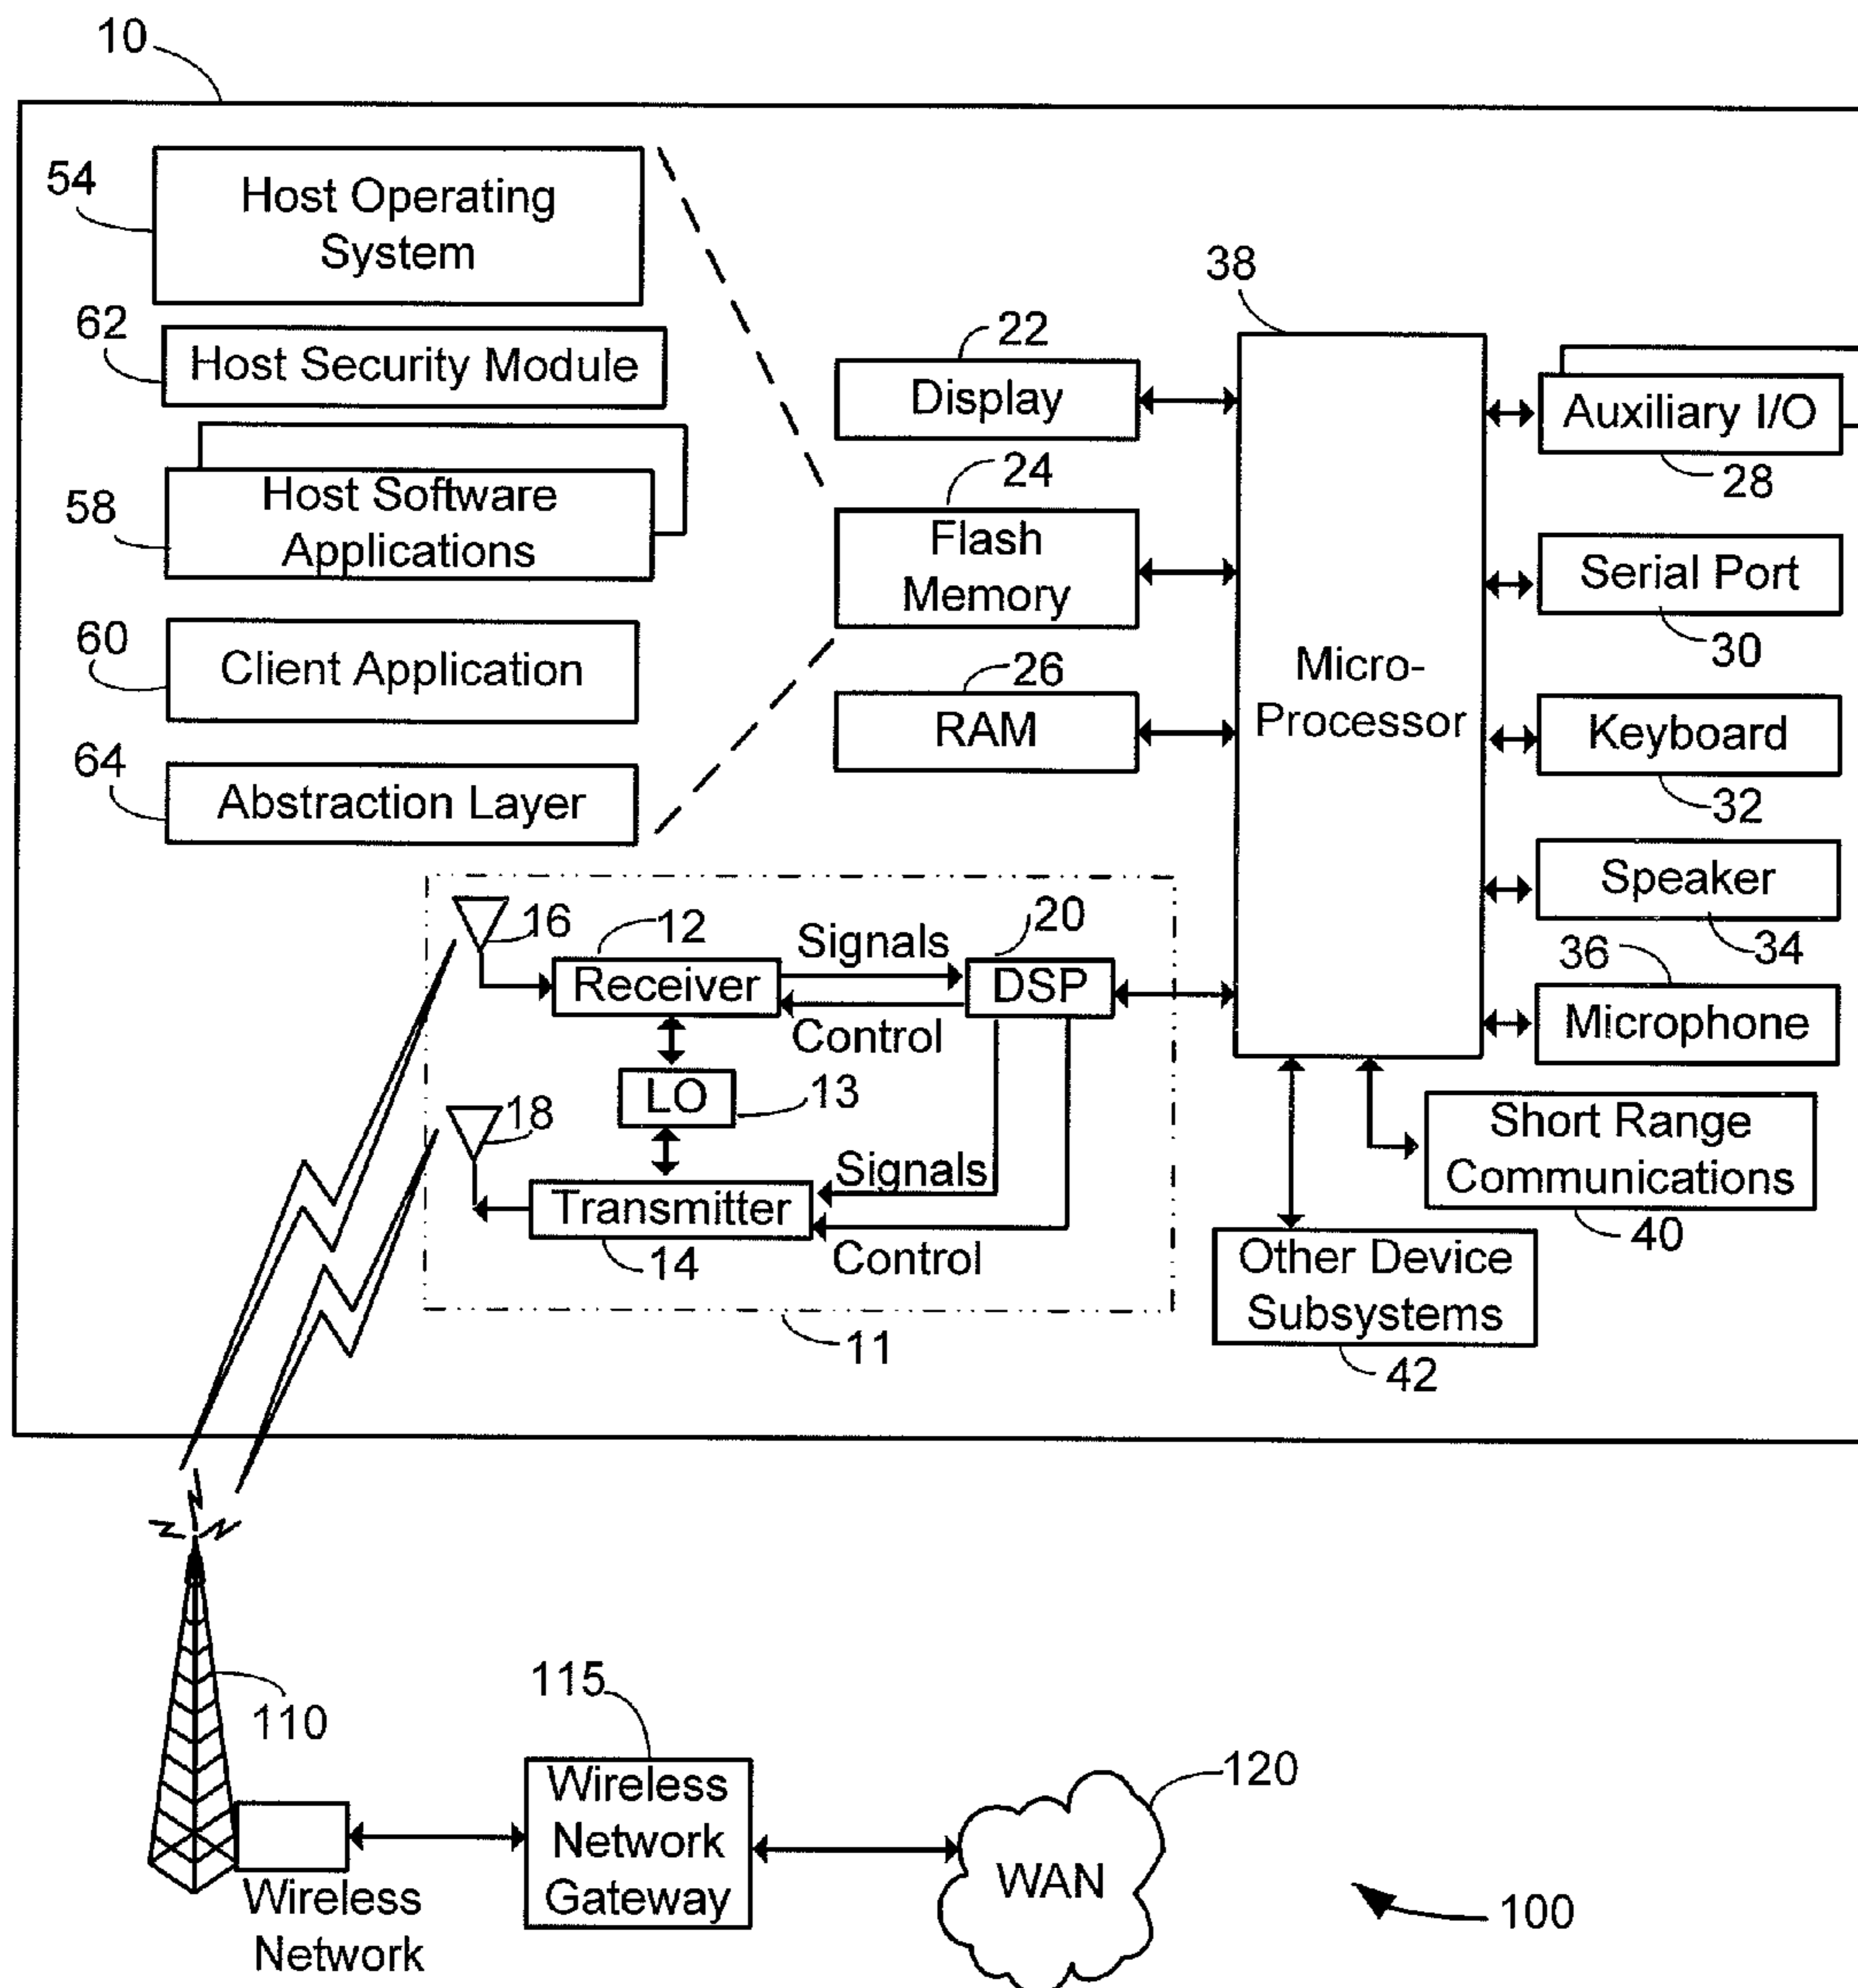 10
54
Host Operating
System
62
Host Security Module
58
Host Software
Applications
60
Client Application
64
Abstraction Layer
22
Display
24
Flash
Memory
26
RAM
38
Micro-
Processor
Auxiliary I/O
28
Serial Port
30
Keyboard
32
Speaker
34
36
Microphone
16
12
Receiver
Signals
20
DSP
Control
LO
13
18
Signals
Transmitter
14
Control
11
Short Range
Communications
40
Other Device
Subsystems
42
110
Wireless
Network
115
Wireless
Network
Gateway
120
WAN
100